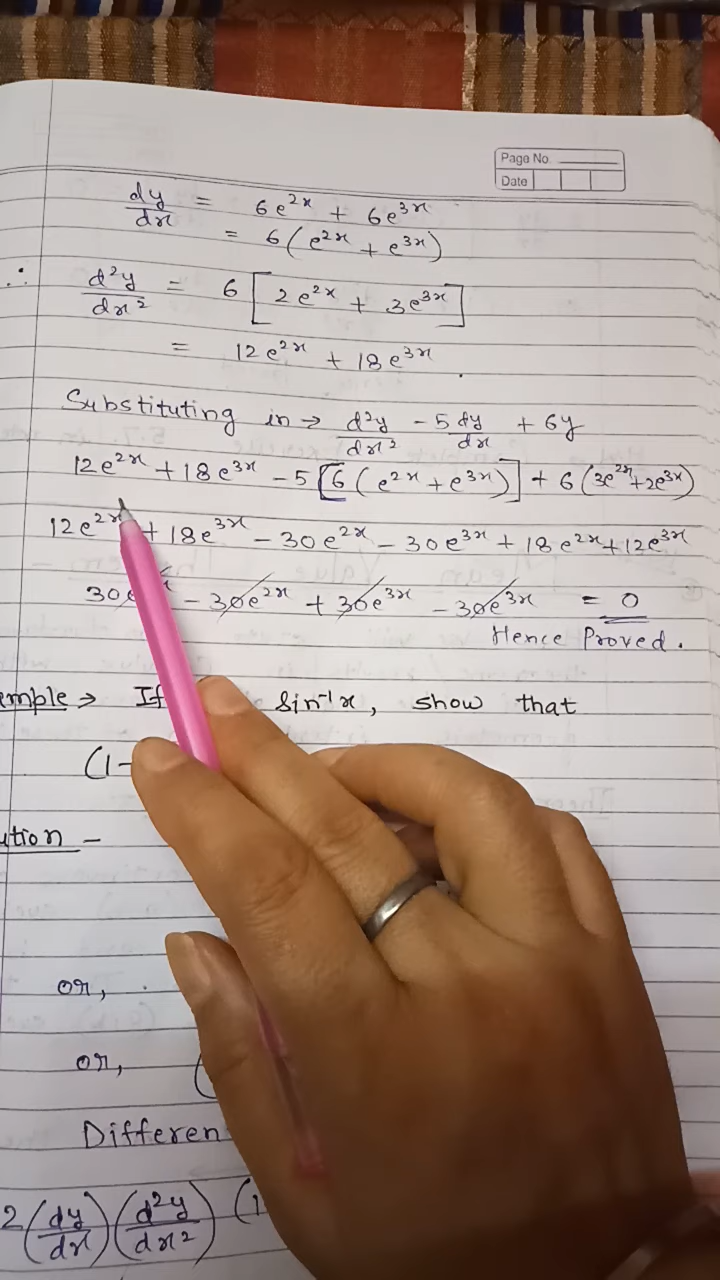 Page No.
Date
dy/dx = 6e^2x + 6e^3x
= 6(e^2x + e^3x)
∴ d²y/dx² = 6[2e^2x + 3e^3x]
= 12e^2x + 18e^3x.
Substituting in → d²y/dx² - 5 dy/dx + 6y
12e^2x + 18e^3x - 5[6(e^2x + e^3x)] + 6(3e^2x + 2e^3x)
12e^2x + 18e^3x - 30e^2x - 30e^3x + 18e^2x + 12e^3x
30 - 30e^2x + 30e^3x - 30e^3x = 0
Hence Proved.
emple → If sin⁻¹x, show that
(1-
ution -
or,
or, (
Differen
2(dy/dx)(d²y/dx²) (1